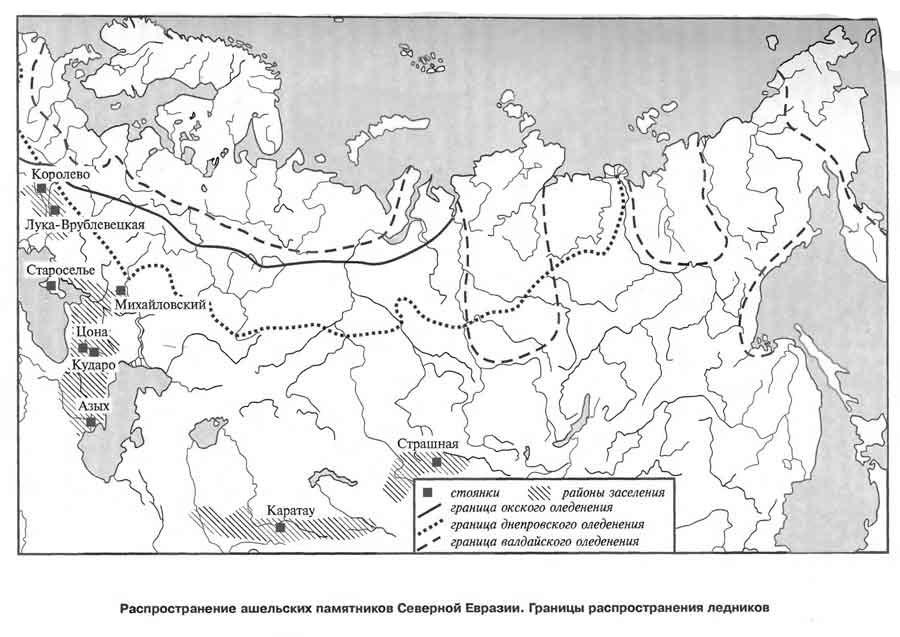 Королево
Лука-Врублевецкая
Староселье
Михайловский
Цона
Кударо
Азых
Страшная
Каратау
стоянки
районы заселения
граница окского оледенения
граница днепровского оледенения
граница валдайского оледенения
Распространение ашельских памятников Северной Евразии. Границы распространения ледников